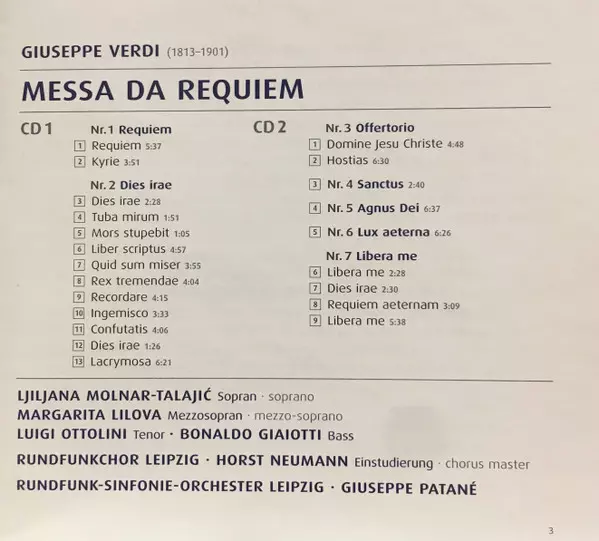 GIUSEPPE VERDI (1813–1901)
MESSA DA REQUIEM
CD 1
Nr. 1 Requiem
1 Requiem 5:37
2 Kyrie 3:51
Nr. 2 Dies irae
3 Dies irae 2:28
4 Tuba mirum 1:51
5 Mors stupebit 1:05
6 Liber scriptus 4:57
7 Quid sum miser 3:55
8 Rex tremendae 4:04
9 Recordare 4:15
10 Ingemisco 3:33
11 Confutatis 4:06
12 Dies irae 1:26
13 Lacrymosa 6:21
CD 2
Nr. 3 Offertorio
1 Domine Jesu Christe 4:48
2 Hostias 6:30
3 Nr. 4 Sanctus 2:40
4 Nr. 5 Agnus Dei 6:37
5 Nr. 6 Lux aeterna 6:26
Nr. 7 Libera me
6 Libera me 2:28
7 Dies irae 2:30
8 Requiem aeternam 3:09
9 Libera me 5:38
LJILJANA MOLNAR-TALAJIĆ Sopran · soprano
MARGARITA LILOVA Mezzosopran · mezzo-soprano
LUIGI OTTOLINI Tenor · BONALDO GIAIOTTI Bass
RUNDFUNKCHOR LEIPZIG · HORST NEUMANN Einstudierung · chorus master
RUNDFUNK-SINFONIE-ORCHESTER LEIPZIG · GIUSEPPE PATANÉ
3